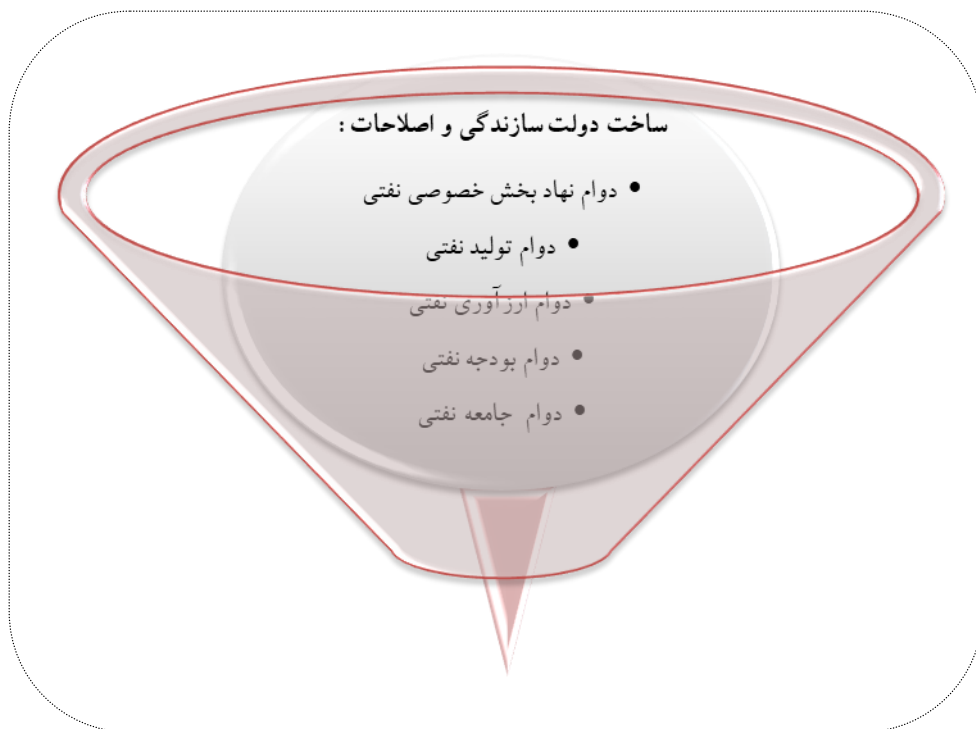 ساخت دولت سازندگی و اصلاحات :
• دوام نهاد بخش خصوصی نفتی
• دوام تولید نفتی
• دوام ارزآوری نفتی
• دوام بودجه نفتی
• دوام جامعه نفتی